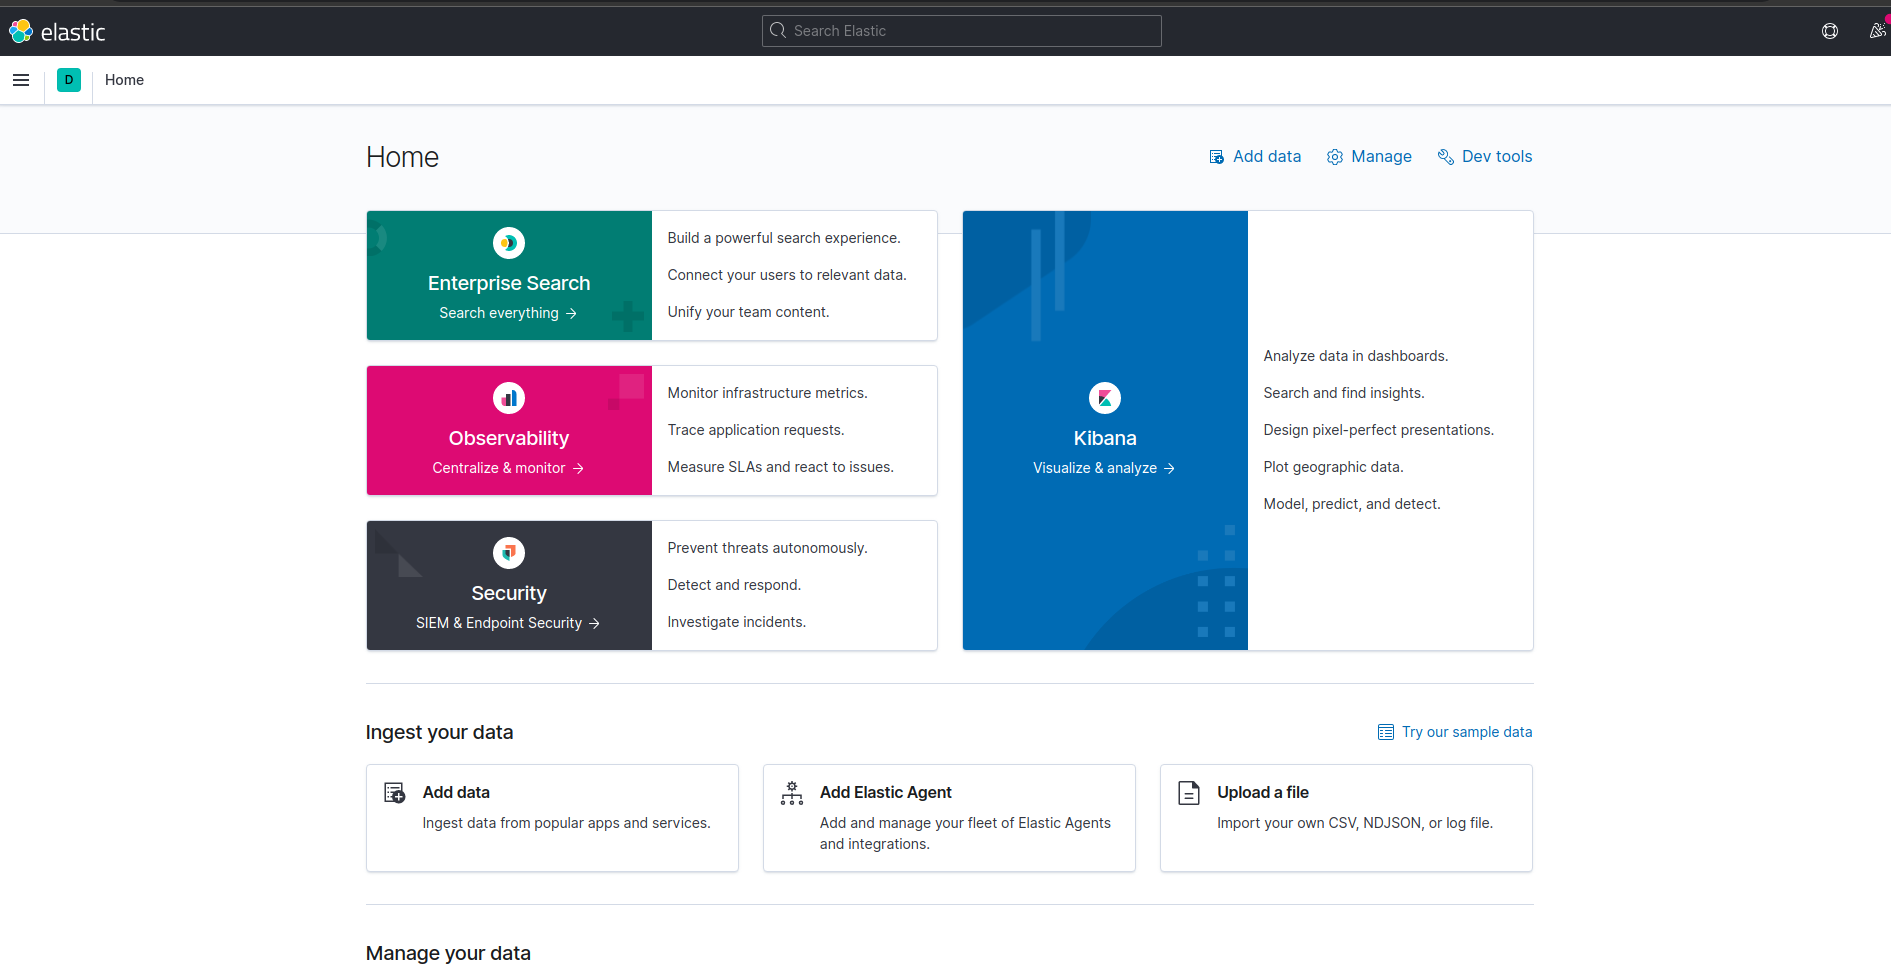 elastic
Search Elastic
D
Home
Home
Add data
Manage
Dev tools
Enterprise Search
Search everything →
Build a powerful search experience.
Connect your users to relevant data.
Unify your team content.
Observability
Centralize & monitor →
Monitor infrastructure metrics.
Trace application requests.
Measure SLAs and react to issues.
Security
SIEM & Endpoint Security →
Prevent threats autonomously.
Detect and respond.
Investigate incidents.
Kibana
Visualize & analyze →
Analyze data in dashboards.
Search and find insights.
Design pixel-perfect presentations.
Plot geographic data.
Model, predict, and detect.
Ingest your data
Try our sample data
Add data
Ingest data from popular apps and services.
Add Elastic Agent
Add and manage your fleet of Elastic Agents
and integrations.
Upload a file
Import your own CSV, NDJSON, or log file.
Manage your data